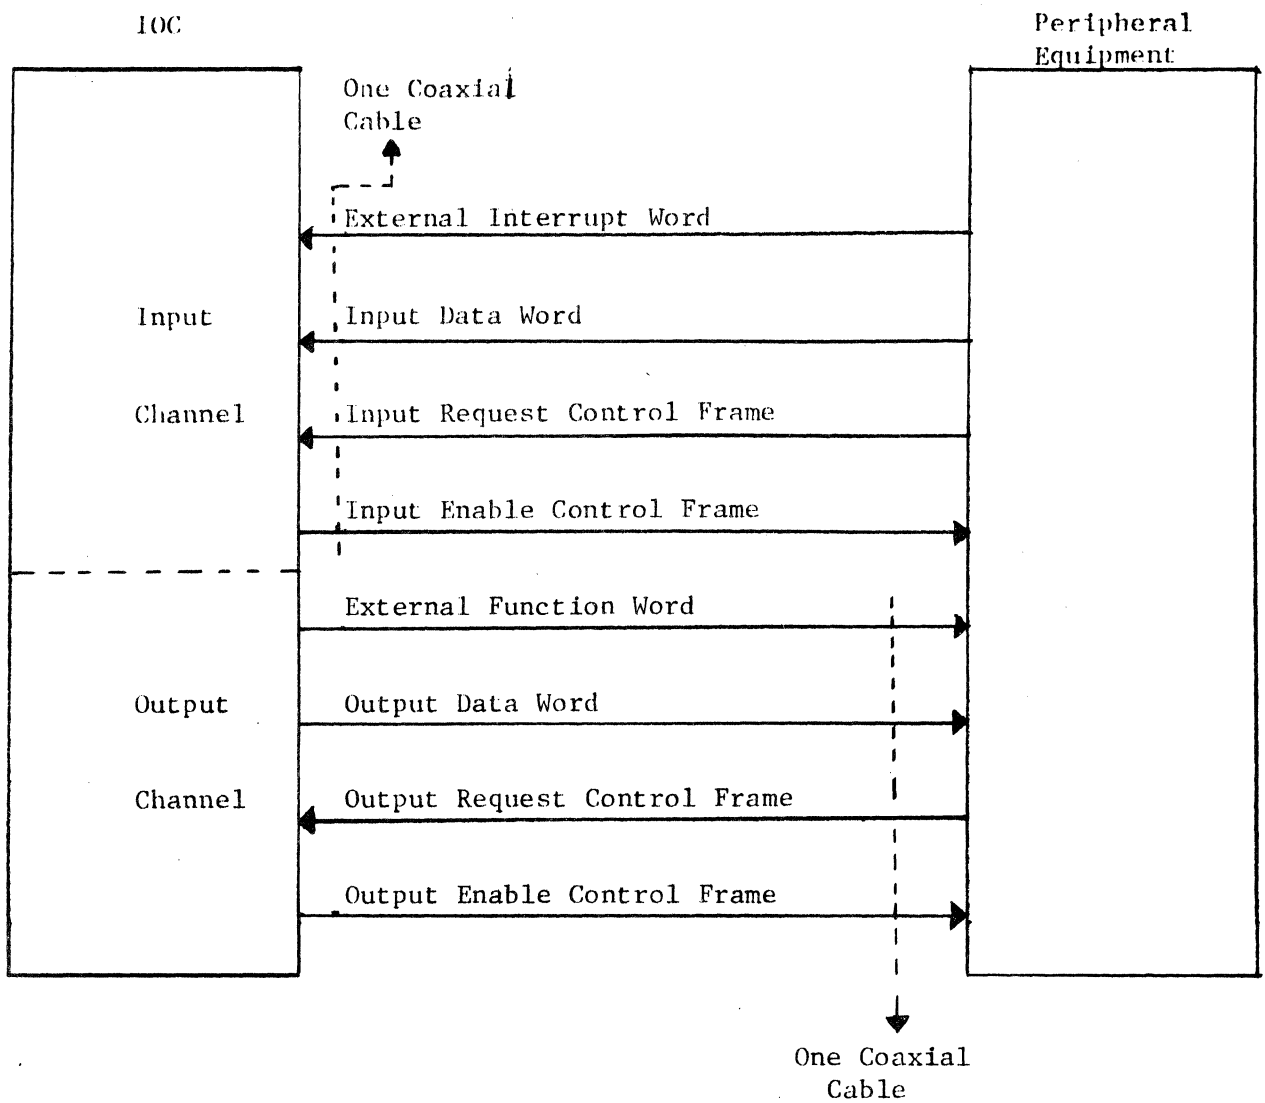 IOC
Peripheral
Equipment
One Coaxial
Cable
External Interrupt Word
Input
Input Data Word
Channel
Input Request Control Frame
Input Enable Control Frame
External Function Word
Output
Output Data Word
Channel
Output Request Control Frame
Output Enable Control Frame
One Coaxial
Cable